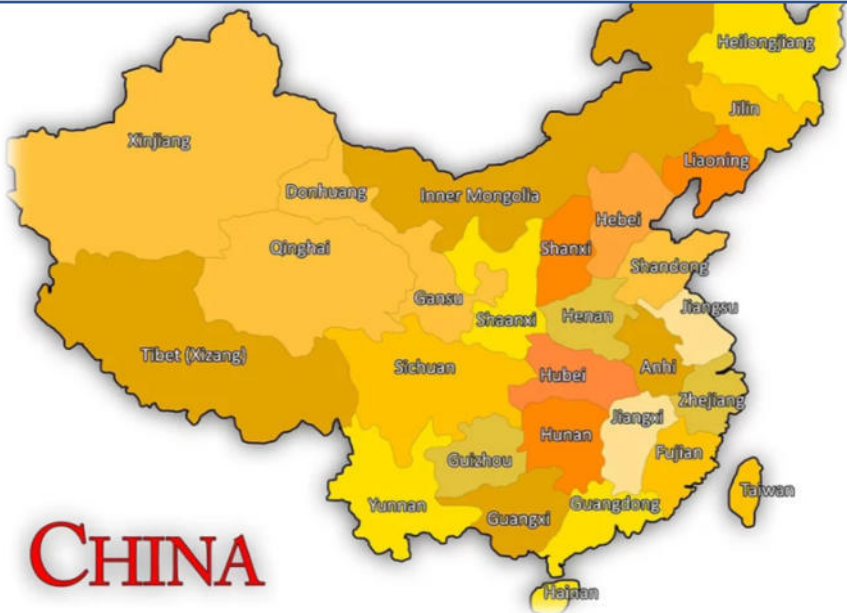 Heilongjiang
Jilin
Xinjiang
Liaoning
Donhuang
Inner Mongolia
Hebei
Qinghai
Shanxi
Shandong
Gansu
Jiangsu
Shaanxi
Henan
Tibet (Xizang)
Sichuan
Hubei
Anhi
Zhejiang
Jiangxi
Hunan
Guizhou
Fujian
Yunnan
Guangxi
Guangdong
Taiwan
CHINA
Hainan